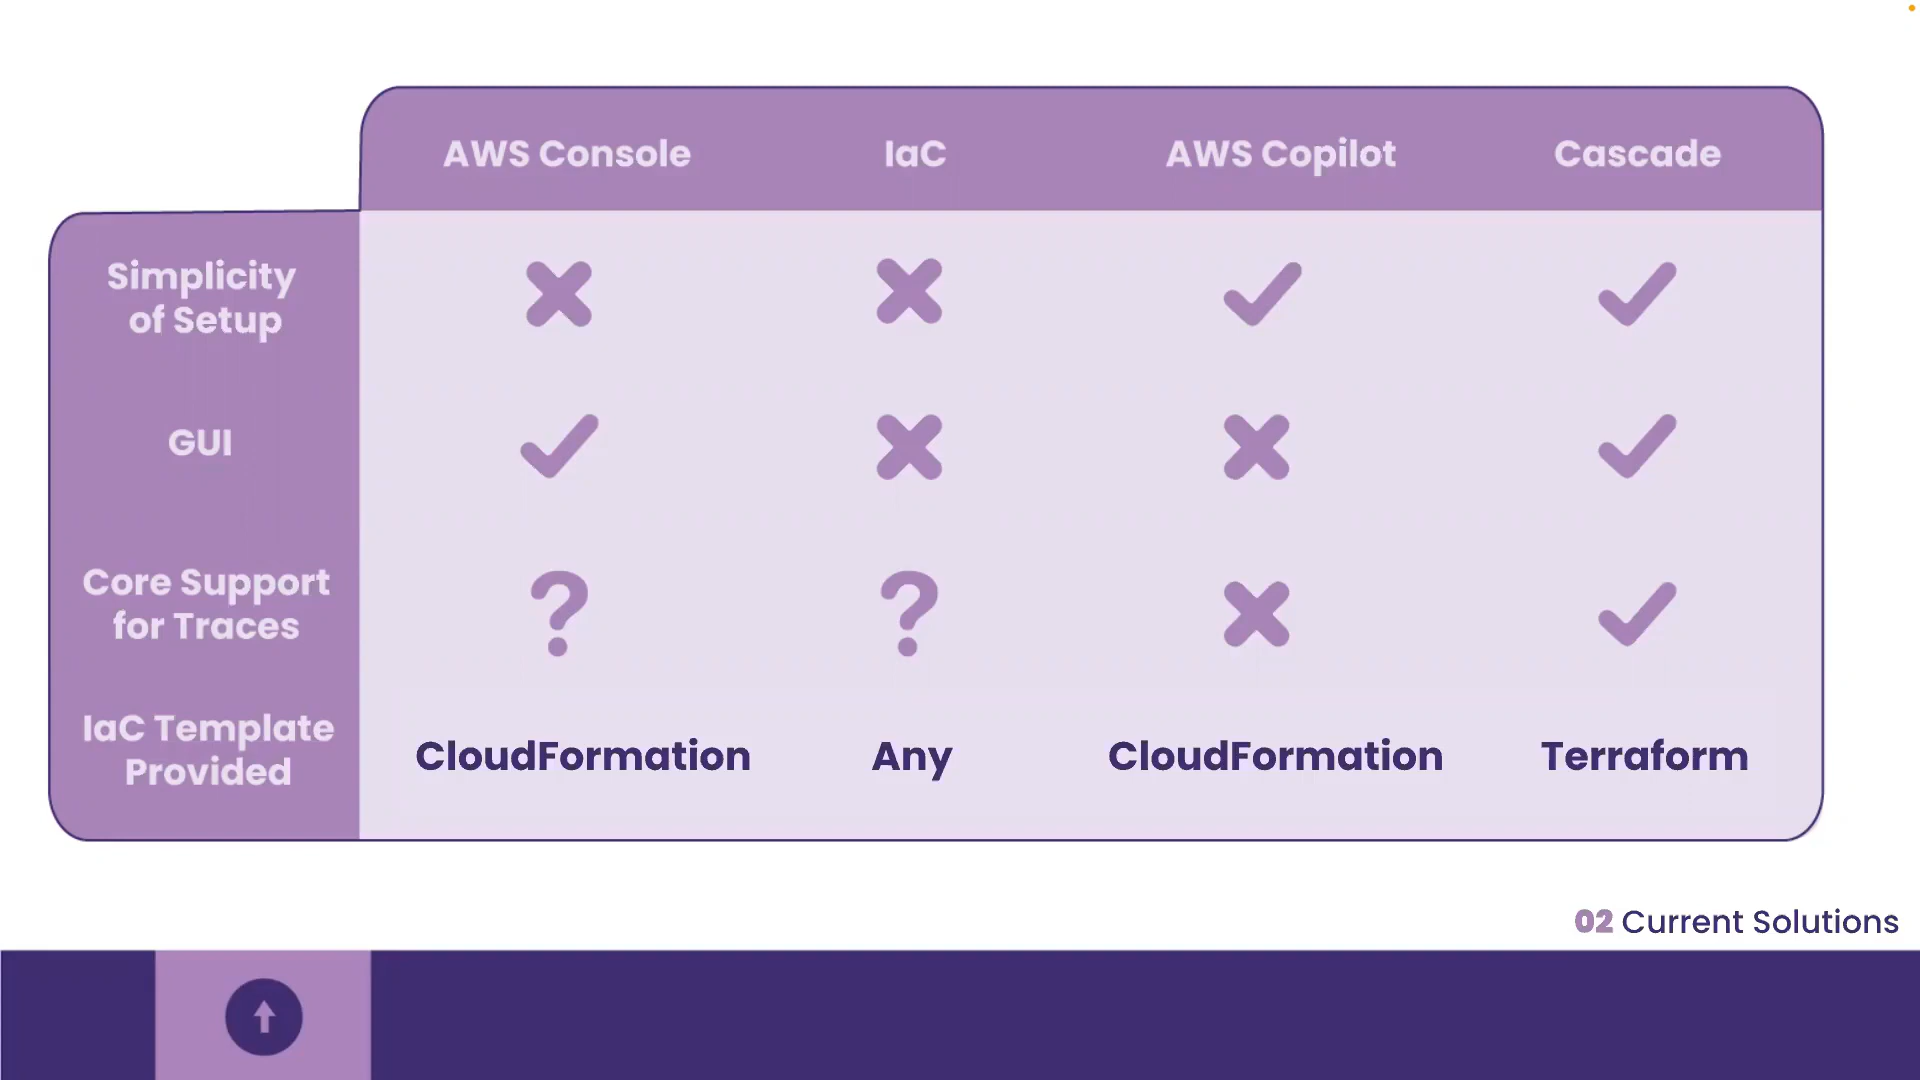 AWS Console IaC AWS Copilot Cascade
Simplicity
of Setup
GUI
Core Support
for Traces
? ?
IaC Template
Provided
CloudFormation Any CloudFormation Terraform
02 Current Solutions